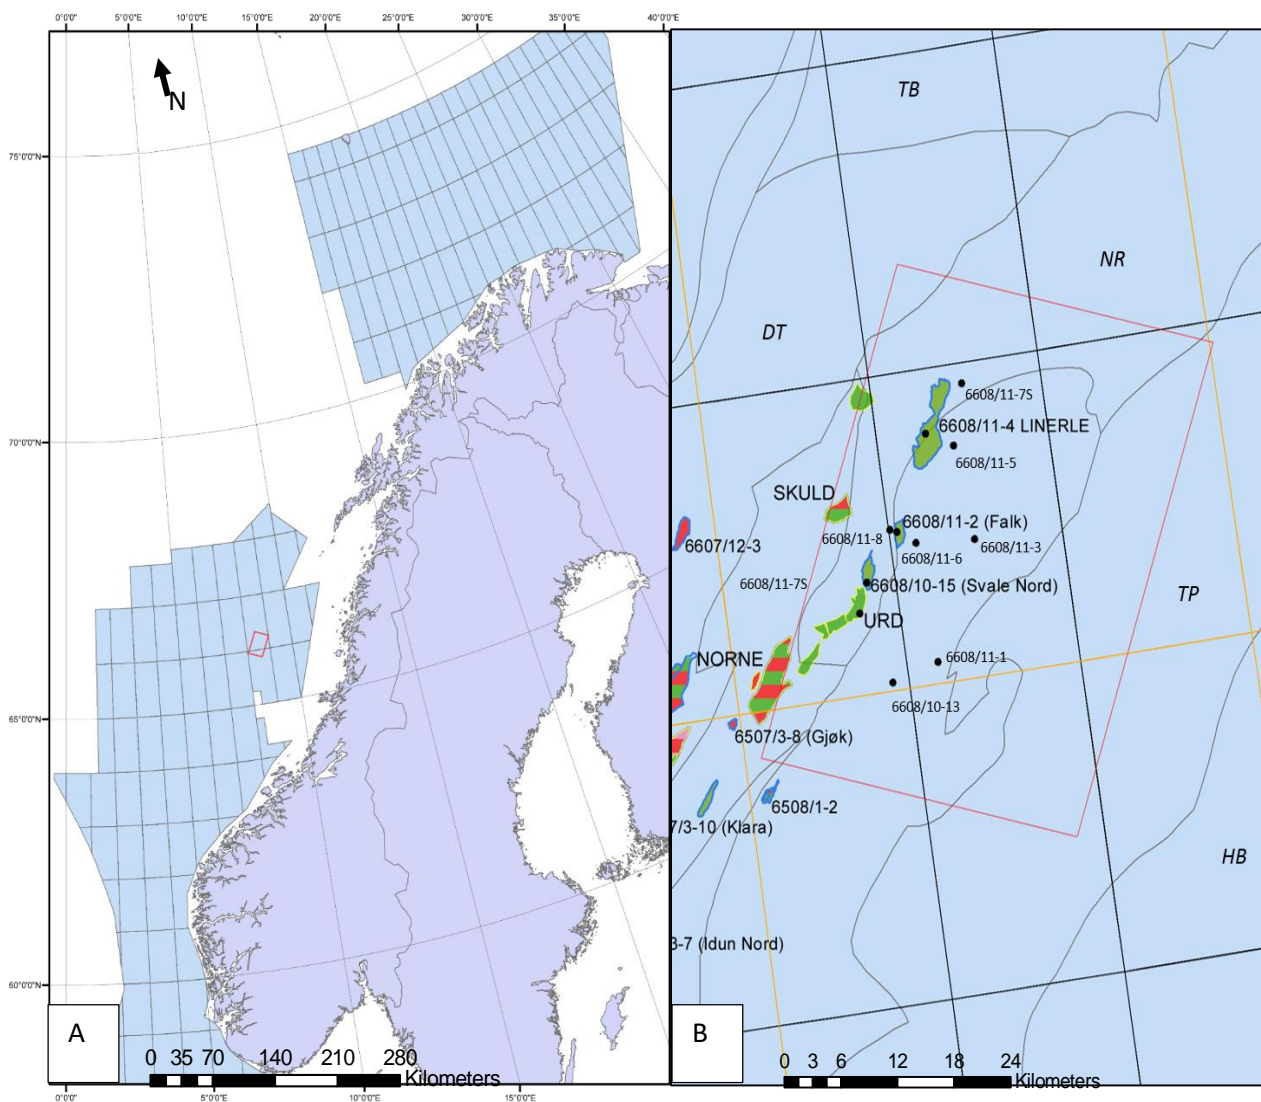 0°0'0" 5°0'0"E 10°0'0"E 15°0'0"E 20°0'0"E 25°0'0"E 30°0'0"E 35°0'0"E 40°0'0"E
N
75°0'0"N
70°0'0"N
65°0'0"N
60°0'0"N
A
0 35 70 140 210 280
Kilometers
0°0'0" 5°0'0"E 10°0'0"E 15°0'0"E
TB
NR
DT
6608/11-7S
6608/11-4 LINERLE
6608/11-5
SKULD
6608/11-2 (Falk)
6608/11-8
6608/11-3
6607/12-3
6608/11-6
6608/11-7S
6608/10-15 (Svale Nord)
TP
URD
NORNE
6608/11-1
6608/10-13
6507/3-8 (Gjøk)
6508/1-2
7/3-10 (Klara)
HB
3-7 (Idun Nord)
B
0 3 6 12 18 24
Kilometers